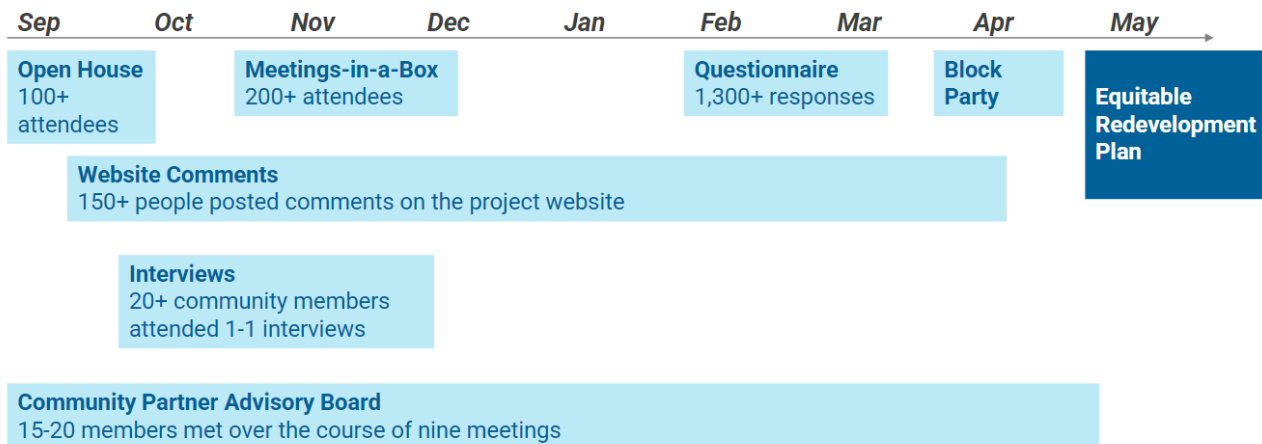 Sep Oct Nov Dec Jan Feb Mar Apr May
Open House
100+
attendees
Meetings-in-a-Box
200+ attendees
Questionnaire
1,300+ responses
Block
Party
Equitable
Redevelopment
Plan
Website Comments
150+ people posted comments on the project website
Interviews
20+ community members
attended 1-1 interviews
Community Partner Advisory Board
15-20 members met over the course of nine meetings